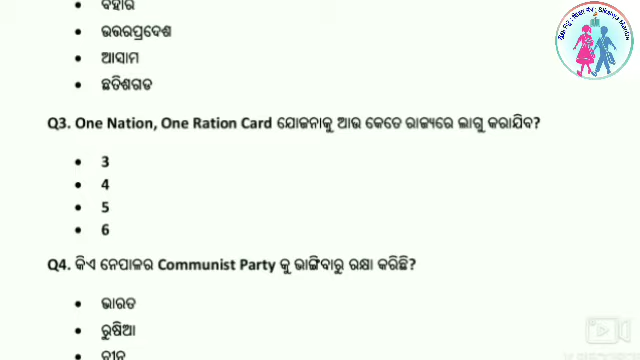 ବିହାର
ଉତ୍ତରପ୍ରଦେଶ
ଆସାମ
ଛତିଶଗଡ
Q3. One Nation, One Ration Card ଯୋଜନାକୁ ଆଉ କେତେ ରାଜ୍ୟରେ ଲାଗୁ କରାଯିବ?
3
4
5
6
Q4. କିଏ ନେପାଳର Communist Party କୁ ଭାଙ୍ଗିବାରୁ ରକ୍ଷା କରିଛି?
ଭାରତ
ରୁଷିଆ
ଚୀନ